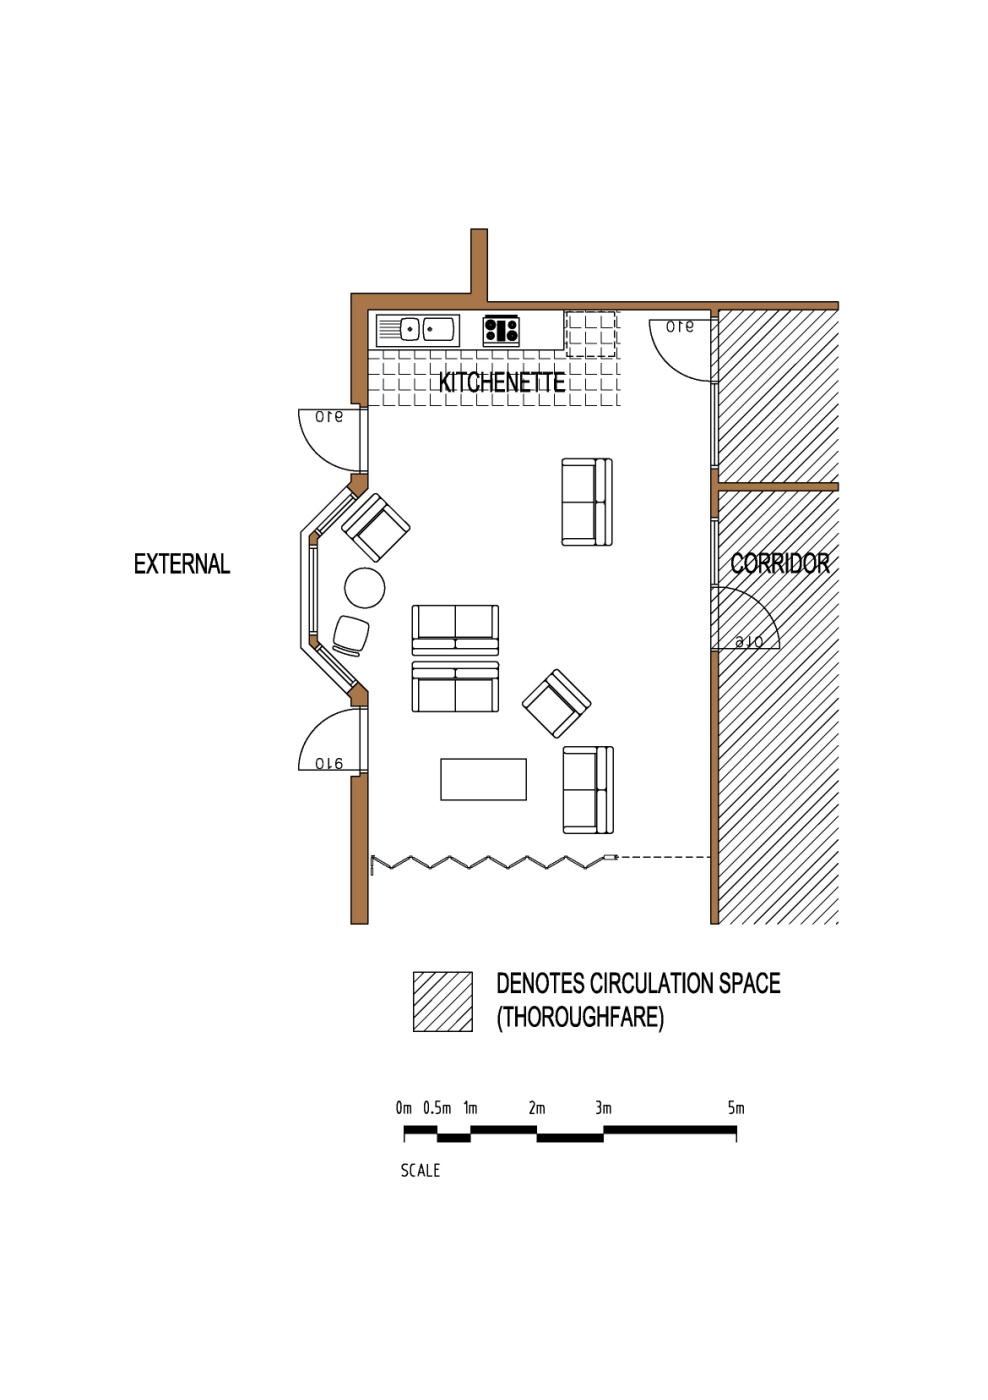 910
KITCHENETTE
910
EXTERNAL
CORRIDOR
910
910
DENOTES CIRCULATION SPACE
(THOROUGHFARE)
0m 0.5m 1m 2m 3m 5m
SCALE